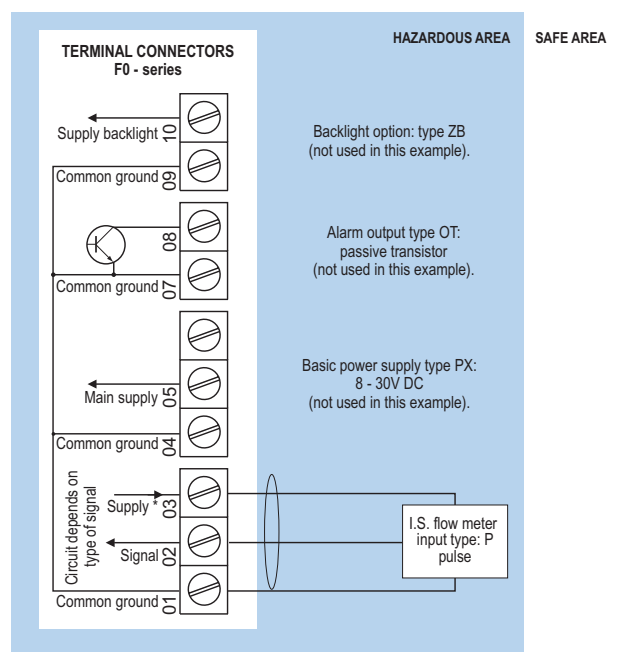 HAZARDOUS AREA
SAFE AREA
TERMINAL CONNECTORS
F0 - series
Supply backlight
10
Common ground
09
Backlight option: type ZB
(not used in this example).
08
Common ground
07
Alarm output type OT:
passive transistor
(not used in this example).
Main supply
05
Common ground
04
Basic power supply type PX:
8 - 30V DC
(not used in this example).
Circuit depends on
type of signal
Supply *
03
Signal
02
Common ground
01
I.S. flow meter
input type: P
pulse